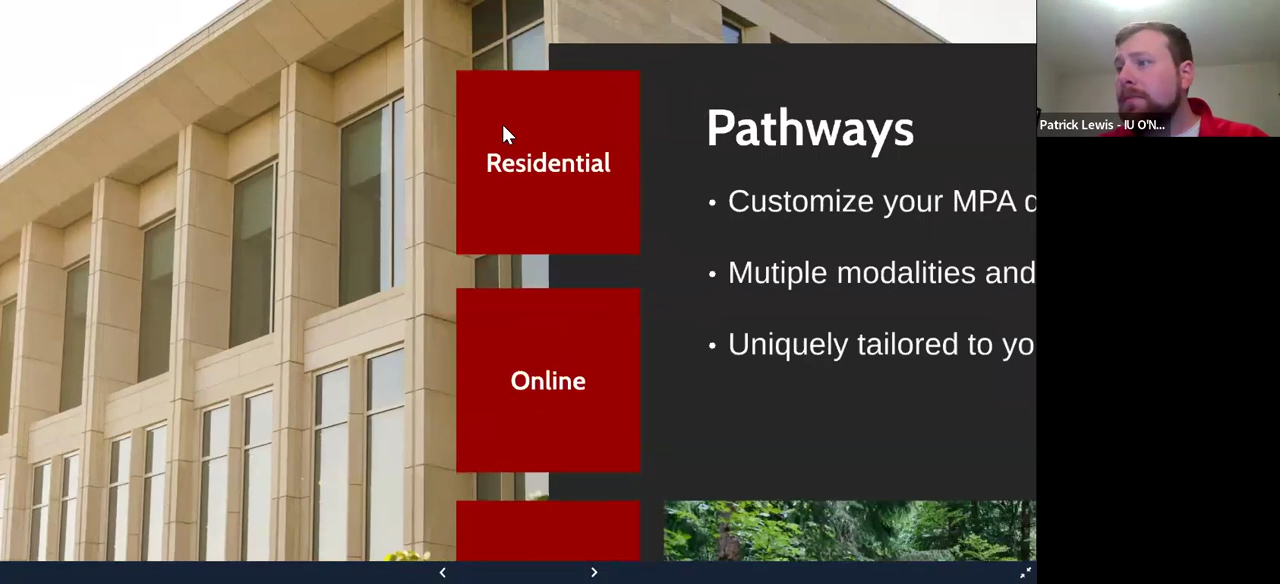 Residential
Pathways
• Customize your MPA
• Mutiple modalities and
• Uniquely tailored to yo
Online
Patrick Lewis - IU O'N...